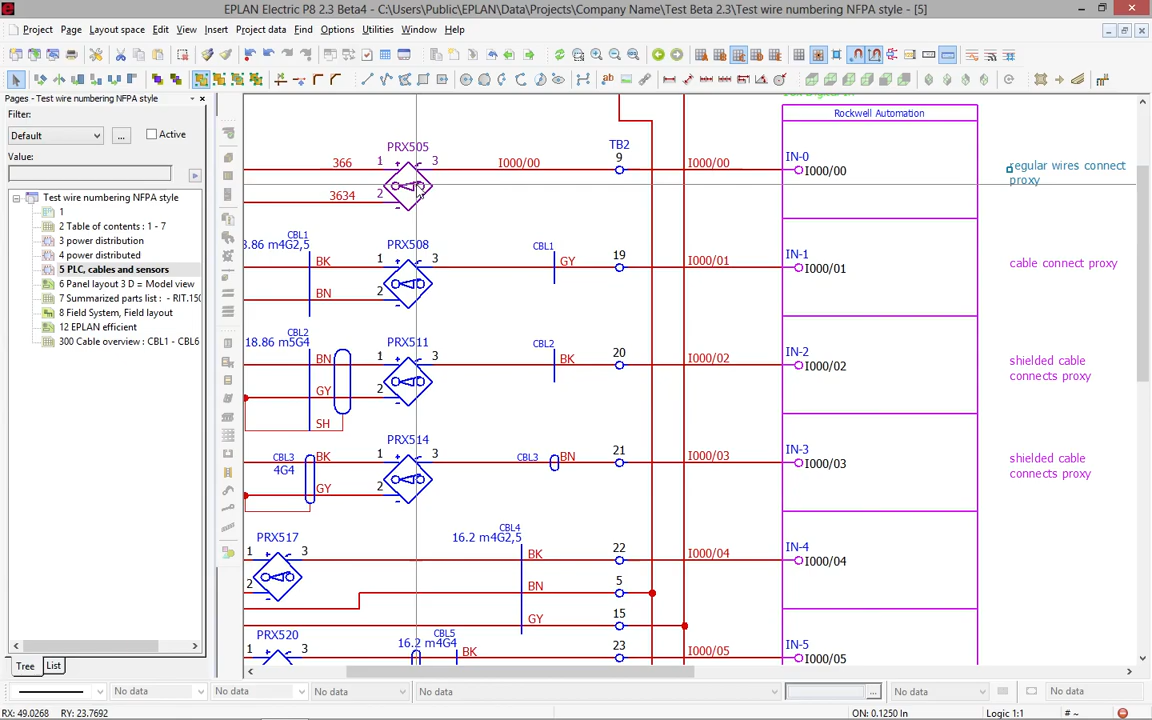 EPLAN Electric P8 2.3 Beta4 - C:\Users\Public\EPLAN\Data\Projects\Company Name\Test Beta 2.3\Test wire numbering NFPA style - [5]
Project Page Layout space Edit View Insert Project data Find Options Utilities Window Help
Pages - Test wire numbering NFPA style
Filter:
Default
...
Active
Value:
Test wire numbering NFPA style
1
2 Table of contents : 1 - 7
3 power distribution
4 power distributed
5 PLC, cables and sensors
6 Panel layout 3 D = Model view
7 Summarized parts list : - RIT.150
8 Field System, Field layout
12 EPLAN efficient
300 Cable overview : CBL1 - CBL6
Tree List
Rockwell Automation
PRX505
366 1 3 I000/00
TB2
9
I000/00
IN-0
I000/00
regular wires connect
proxy
3634 2
CBL1
3.86 m4G2,5
BK
BN
PRX508
1 3
2
CBL1
GY
19
I000/01
IN-1
I000/01
cable connect proxy
CBL2
18.86 m5G4
BN
GY
SH
PRX511
1 3
2
CBL2
BK
20
I000/02
IN-2
I000/02
shielded cable
connects proxy
CBL3
4G4
BK
GY
PRX514
1 3
2
CBL3
BN
21
I000/03
IN-3
I000/03
shielded cable
connects proxy
PRX517
1 3
2
CBL4
16.2 m4G2,5
BK
BN
GY
22
5
15
I000/04
IN-4
I000/04
PRX520
1 3
CBL5
16.2 m4G4
BK
23
I000/05
IN-5
I000/05
No data No data No data No data ... No data No data
RX: 49.0268 RY: 23.7692 ON: 0.1250 In Logic 1:1 # ~